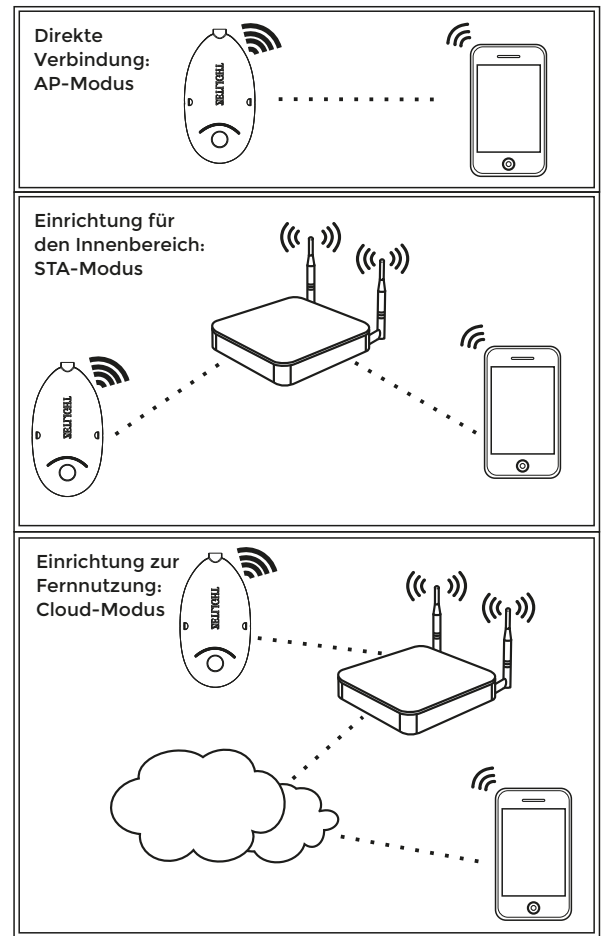 Direkte
Verbindung:
AP-Modus
Einrichtung für
den Innenbereich:
STA-Modus
Einrichtung zur
Fernnutzung:
Cloud-Modus